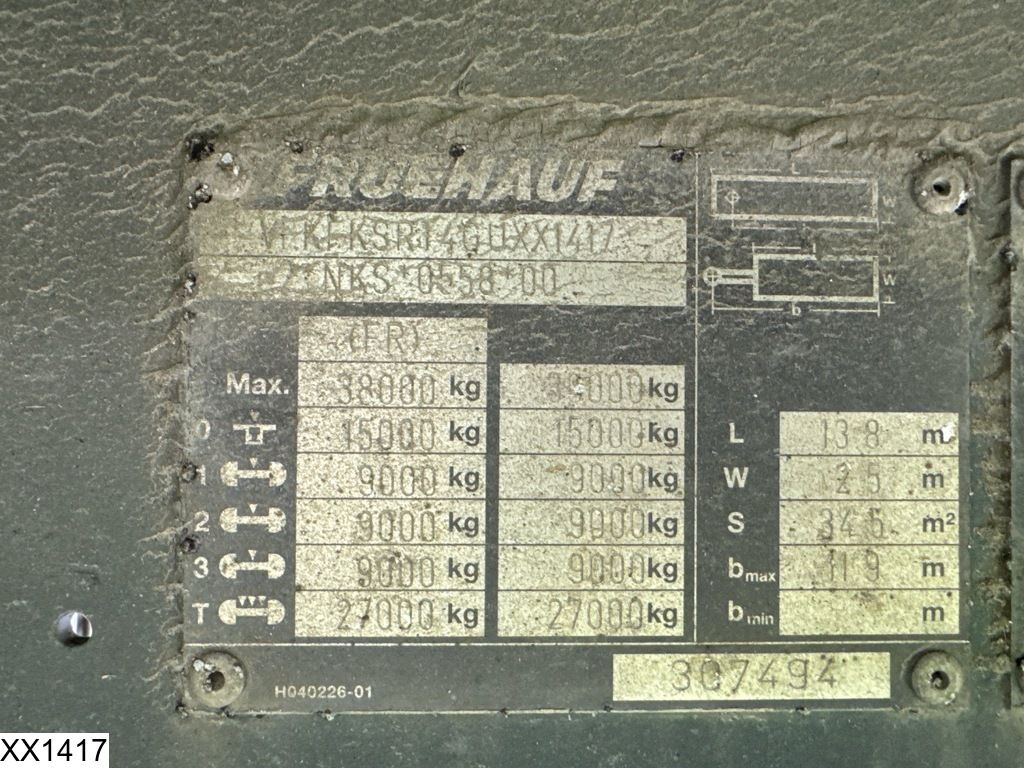 FRUEHAUF
NKS*0558*00
(FR)
Max. 38000 kg 39000 kg
0 15000 kg 15000 kg
1 9000 kg 9000 kg
2 9000 kg 9000 kg
3 9000 kg 9000 kg
T 27000 kg 27000 kg
L
W
W
b
L 13 8 m
W 2 5 m
S 34 5 m²
bmax 11 9 m
bmin m
H040226-01
307494
XX1417